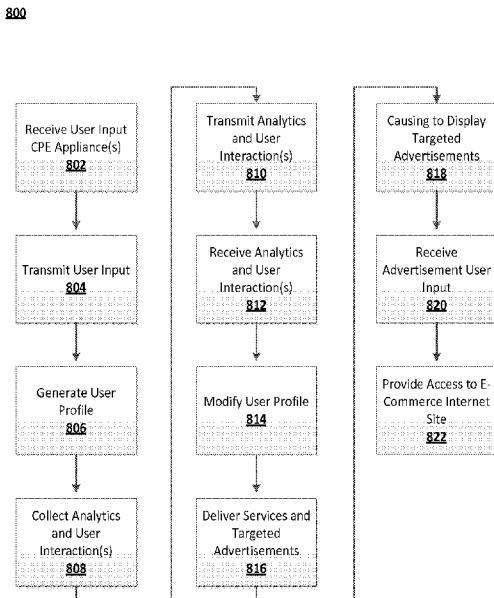 800
Receive User Input
CPE Appliance(s)
802
Transmit User Input
804
Generate User
Profile
806
Collect Analytics
and User
Interaction(s)
808
Transmit Analytics
and User
Interaction(s)
810
Receive Analytics
and User
Interaction(s)
812
Modify User Profile
814
Deliver Services and
Targeted
Advertisements
816
Causing to Display
Targeted
Advertisements
818
Receive
Advertisement User
Input
820
Provide Access to E-
Commerce Internet
Site
822